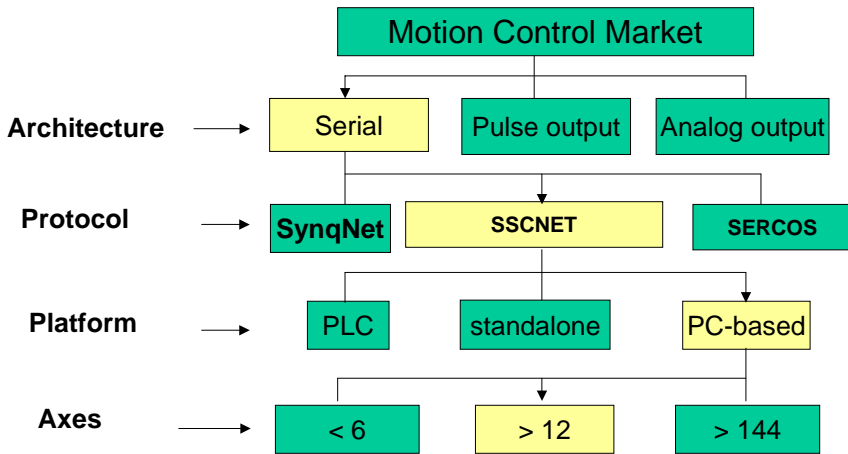 Motion Control Market
Architecture
Serial
Pulse output
Analog output
Protocol
SynqNet
SSCNET
SERCOS
Platform
PLC
standalone
PC-based
Axes
< 6
> 12
> 144